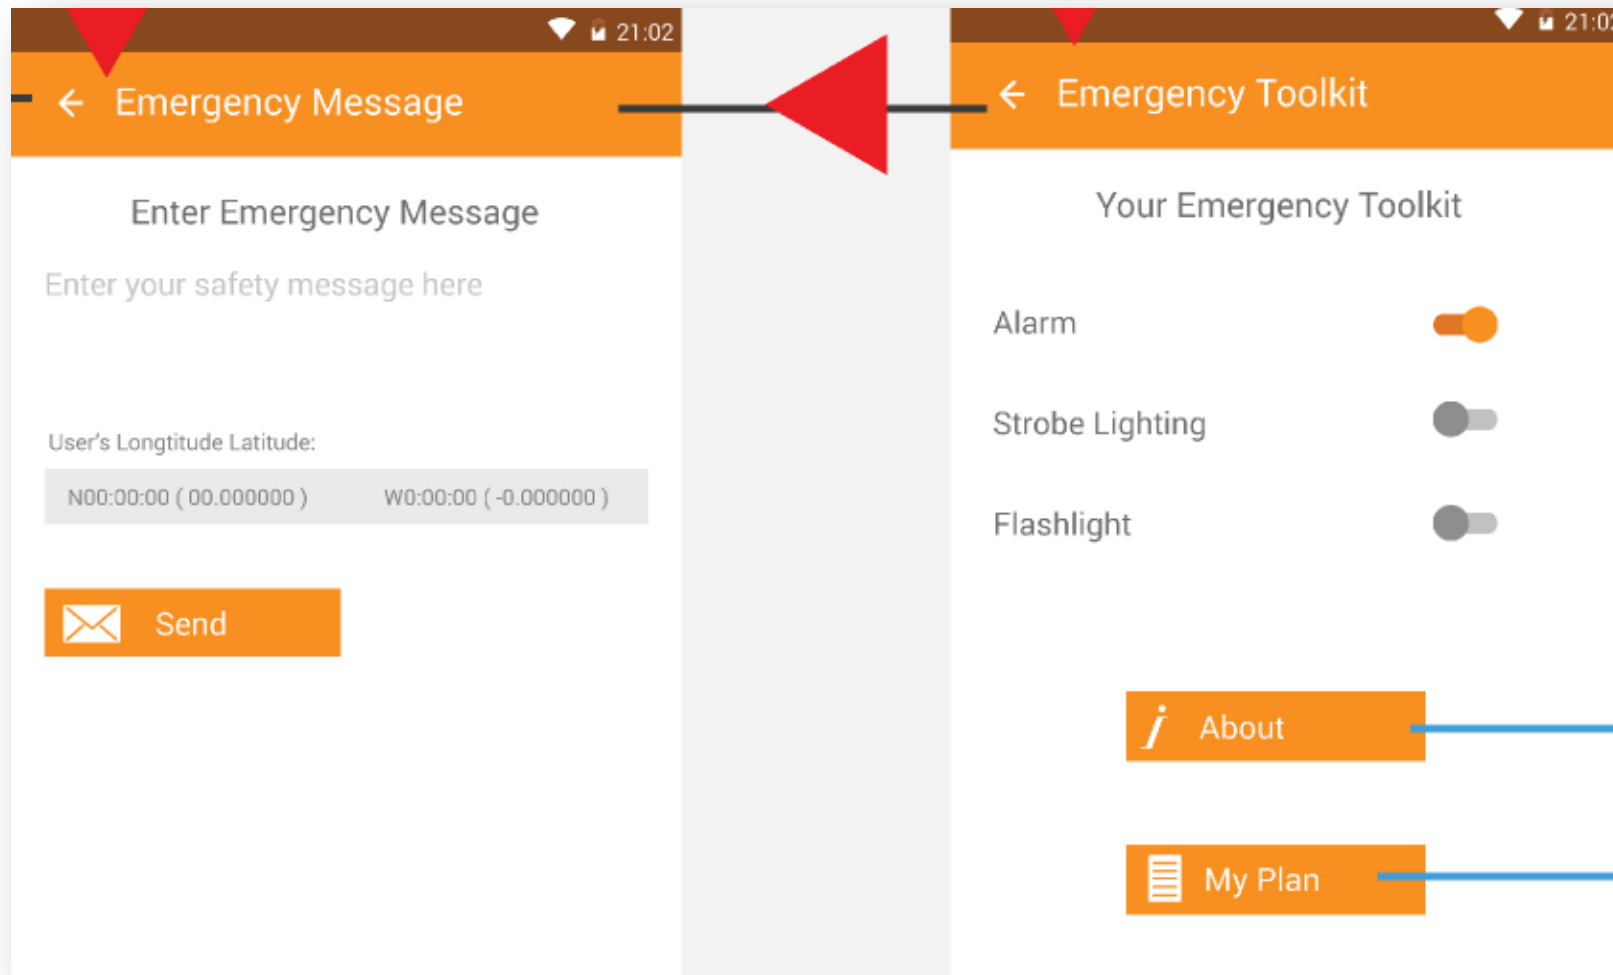 21:02
Emergency Message
Enter Emergency Message
Enter your safety message here
User's Longtitude Latitude:
N00:00:00 ( 00.000000 ) W0:00:00 ( -0.000000 )
Send
21:02
Emergency Toolkit
Your Emergency Toolkit
Alarm
Strobe Lighting
Flashlight
i About
My Plan